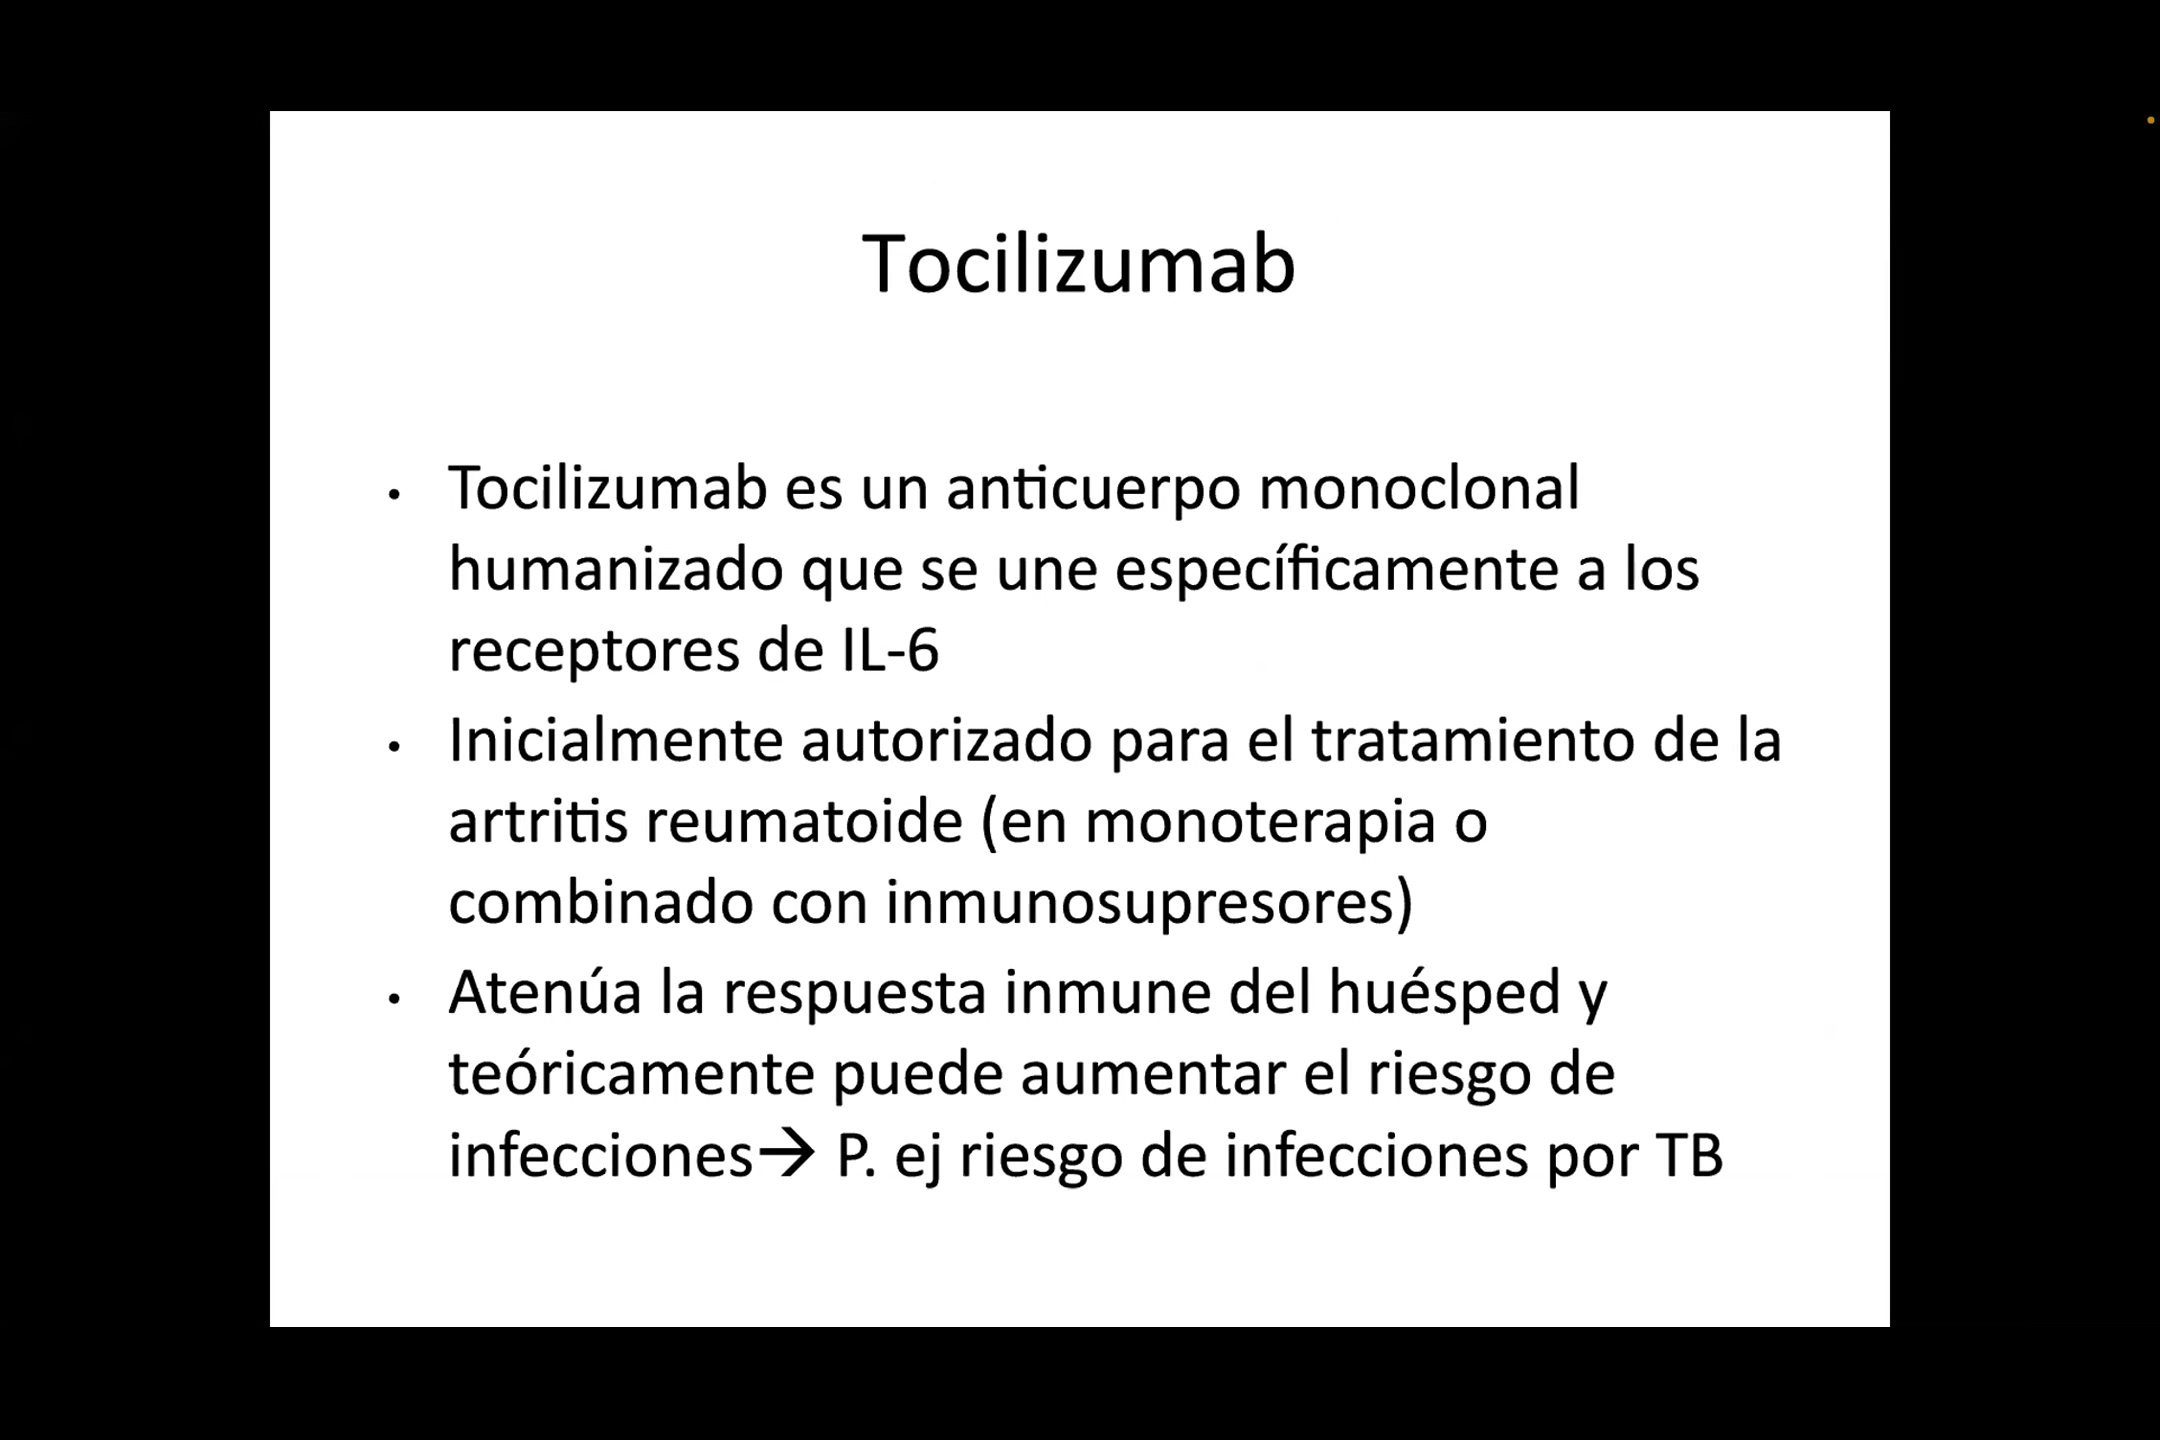 Tocilizumab
• Tocilizumab es un anticuerpo monoclonal
humanizado que se une específicamente a los
receptores de IL-6
• Inicialmente autorizado para el tratamiento de la
artritis reumatoide (en monoterapia o
combinado con inmunosupresores)
• Atenúa la respuesta inmune del huésped y
teóricamente puede aumentar el riesgo de
infecciones→ P. ej riesgo de infecciones por TB